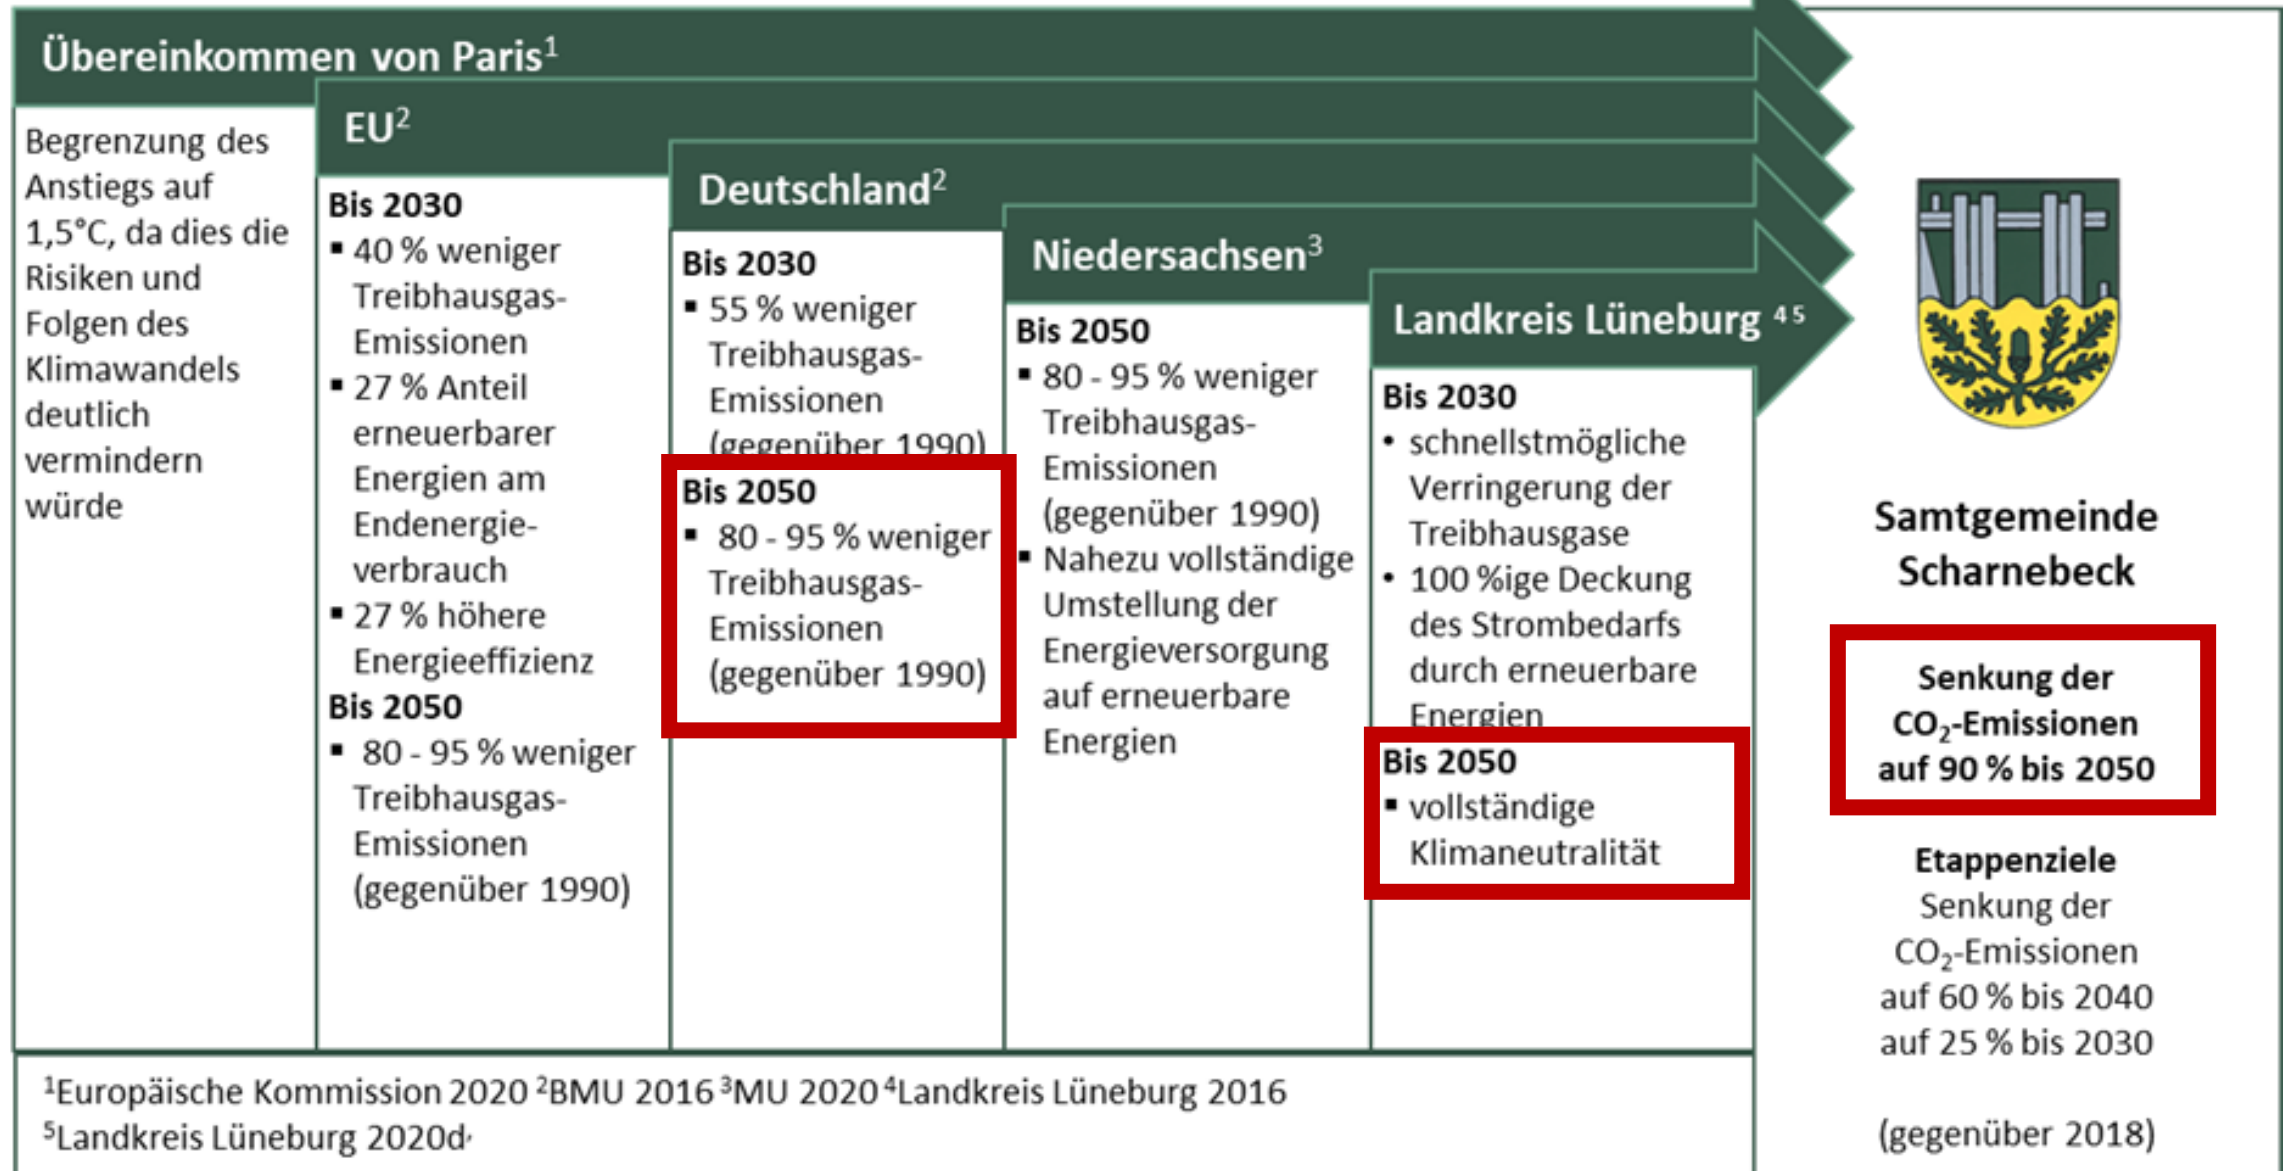 Übereinkommen von Paris¹
Begrenzung des
Anstiegs auf
1,5°C, da dies die
Risiken und
Folgen des
Klimawandels
deutlich
vermindern
würde
EU²
Bis 2030
▪ 40 % weniger
Treibhausgas-
Emissionen
▪ 27 % Anteil
erneuerbarer
Energien am
Endenergie-
verbrauch
▪ 27 % höhere
Energieeffizienz
Bis 2050
▪ 80 - 95 % weniger
Treibhausgas-
Emissionen
(gegenüber 1990)
Deutschland²
Bis 2030
▪ 55 % weniger
Treibhausgas-
Emissionen
(gegenüber 1990)
Bis 2050
▪ 80 - 95 % weniger
Treibhausgas-
Emissionen
(gegenüber 1990)
Niedersachsen³
Bis 2050
▪ 80 - 95 % weniger
Treibhausgas-
Emissionen
(gegenüber 1990)
▪ Nahezu vollständige
Umstellung der
Energieversorgung
auf erneuerbare
Energien
Landkreis Lüneburg ⁴ ⁵
Bis 2030
• schnellstmögliche
Verringerung der
Treibhausgase
• 100 %ige Deckung
des Strombedarfs
durch erneuerbare
Energien
Bis 2050
▪ vollständige
Klimaneutralität
Samtgemeinde
Scharnebeck
Senkung der
CO₂-Emissionen
auf 90 % bis 2050
Etappenziele
Senkung der
CO₂-Emissionen
auf 60 % bis 2040
auf 25 % bis 2030
(gegenüber 2018)
¹Europäische Kommission 2020 ²BMU 2016 ³MU 2020 ⁴Landkreis Lüneburg 2016
⁵Landkreis Lüneburg 2020d,